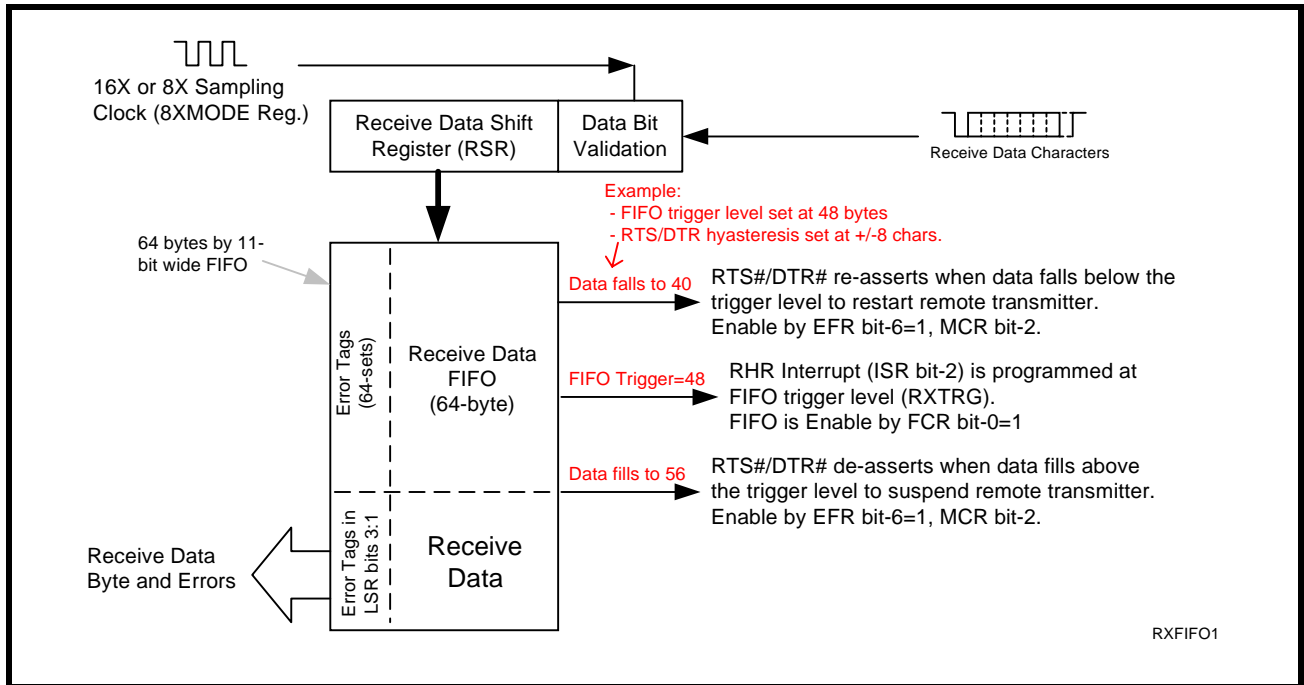 16X or 8X Sampling
Clock (8XMODE Reg.)
Receive Data Shift
Register (RSR)
Data Bit
Validation
Receive Data Characters
Example:
- FIFO trigger level set at 48 bytes
- RTS/DTR hyasteresis set at +/-8 chars.
64 bytes by 11-
bit wide FIFO
Data falls to 40
RTS#/DTR# re-asserts when data falls below the
trigger level to restart remote transmitter.
Enable by EFR bit-6=1, MCR bit-2.
Error Tags
(64-sets)
Receive Data
FIFO
(64-byte)
FIFO Trigger=48
RHR Interrupt (ISR bit-2) is programmed at
FIFO trigger level (RXTRG).
FIFO is Enable by FCR bit-0=1
Data fills to 56
RTS#/DTR# de-asserts when data fills above
the trigger level to suspend remote transmitter.
Enable by EFR bit-6=1, MCR bit-2.
Error Tags in
LSR bits 3:1
Receive
Data
Receive Data
Byte and Errors
RXFIFO1